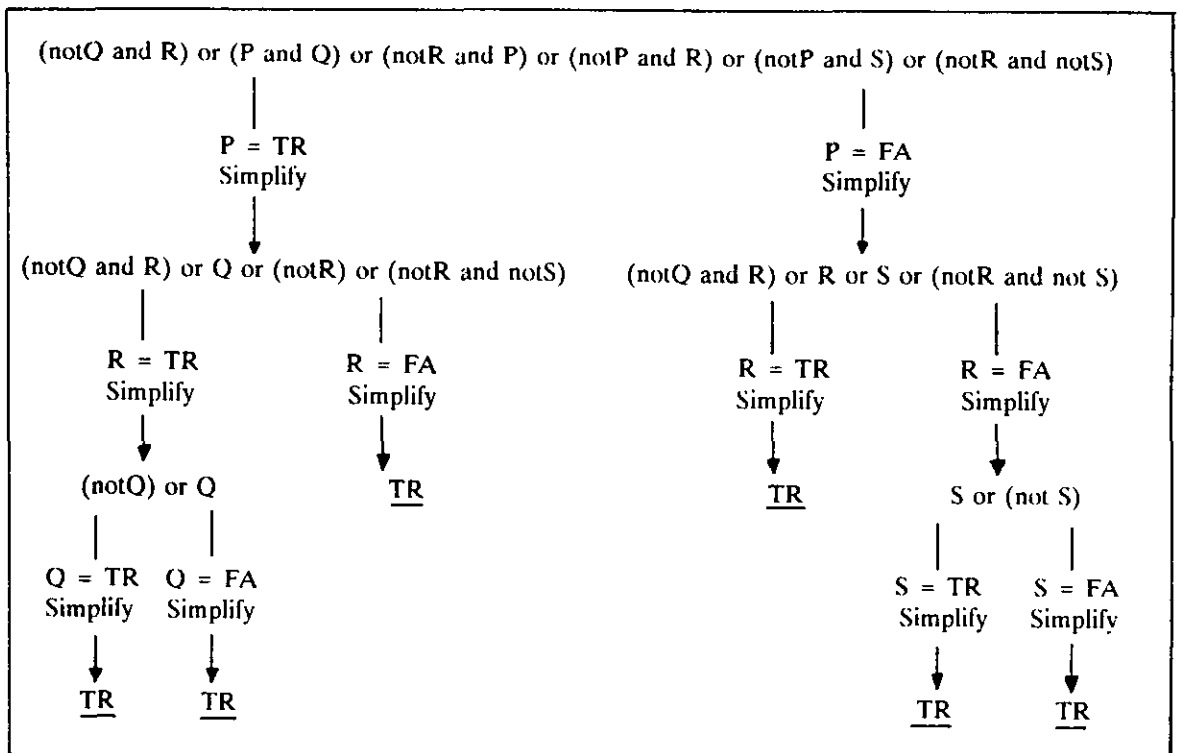 (notQ and R) or (P and Q) or (notR and P) or (notP and R) or (notP and S) or (notR and notS)
P = TR
Simplify
P = FA
Simplify
(notQ and R) or Q or (notR) or (notR and notS)
(notQ and R) or R or S or (notR and not S)
R = TR
Simplify
R = FA
Simplify
R = TR
Simplify
R = FA
Simplify
(notQ) or Q
TR
TR
S or (not S)
Q = TR
Simplify
Q = FA
Simplify
S = TR
Simplify
S = FA
Simplify
TR
TR
TR
TR